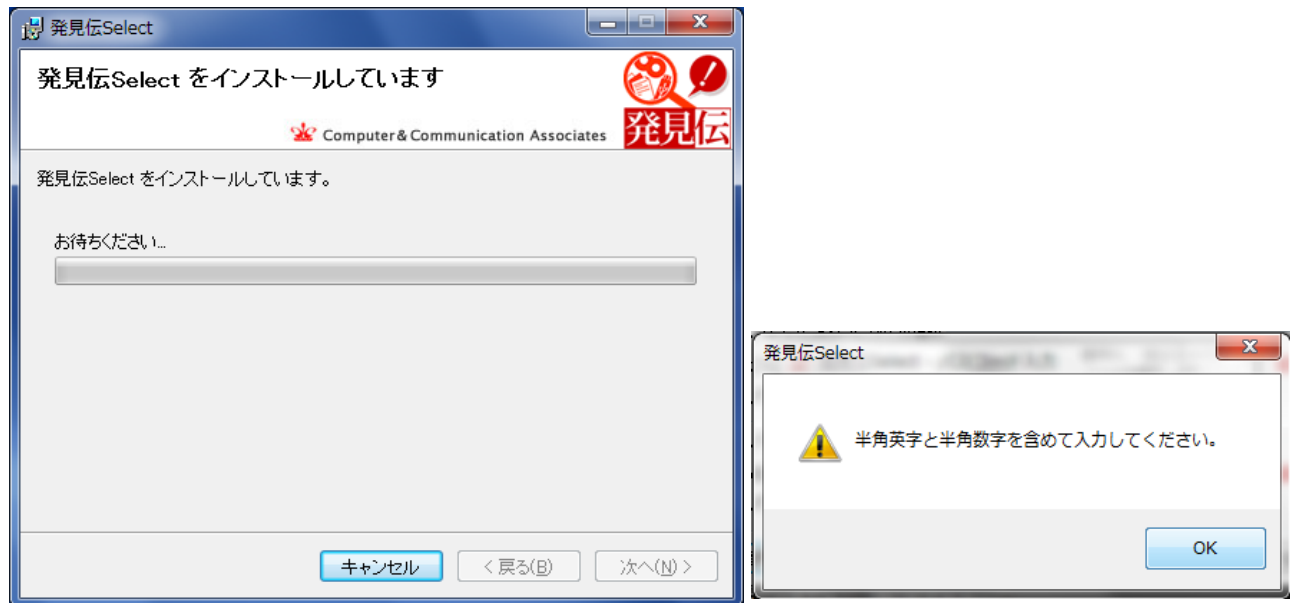 発見伝Select
発見伝Select をインストールしています
Computer & Communication Associates
発見伝
発見伝Select をインストールしています。
お待ちください...
キャンセル
< 戻る(B)
次へ(N) >
発見伝Select
半角英字と半角数字を含めて入力してください。
OK